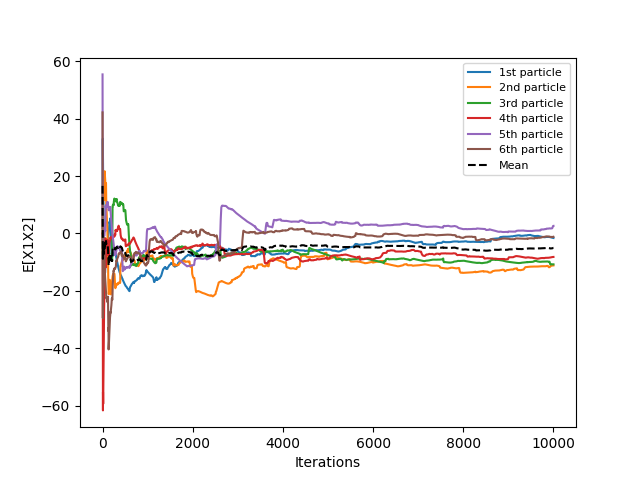 60
40
20
0
−20
−40
−60
E[X1X2]
0 2000 4000 6000 8000 10000
Iterations
1st particle
2nd particle
3rd particle
4th particle
5th particle
6th particle
Mean